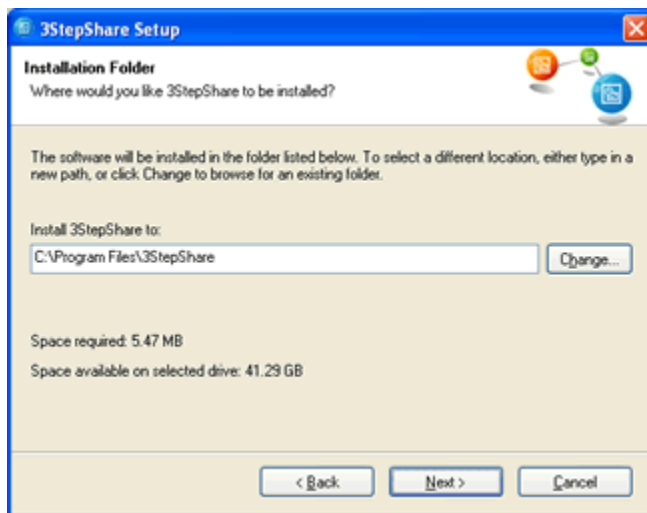 3StepShare Setup
Installation Folder
Where would you like 3StepShare to be installed?
The software will be installed in the folder listed below. To select a different location, either type in a
new path, or click Change to browse for an existing folder.
Install 3StepShare to:
C:\Program Files\3StepShare
Change...
Space required: 5.47 MB
Space available on selected drive: 41.29 GB
< Back
Next >
Cancel